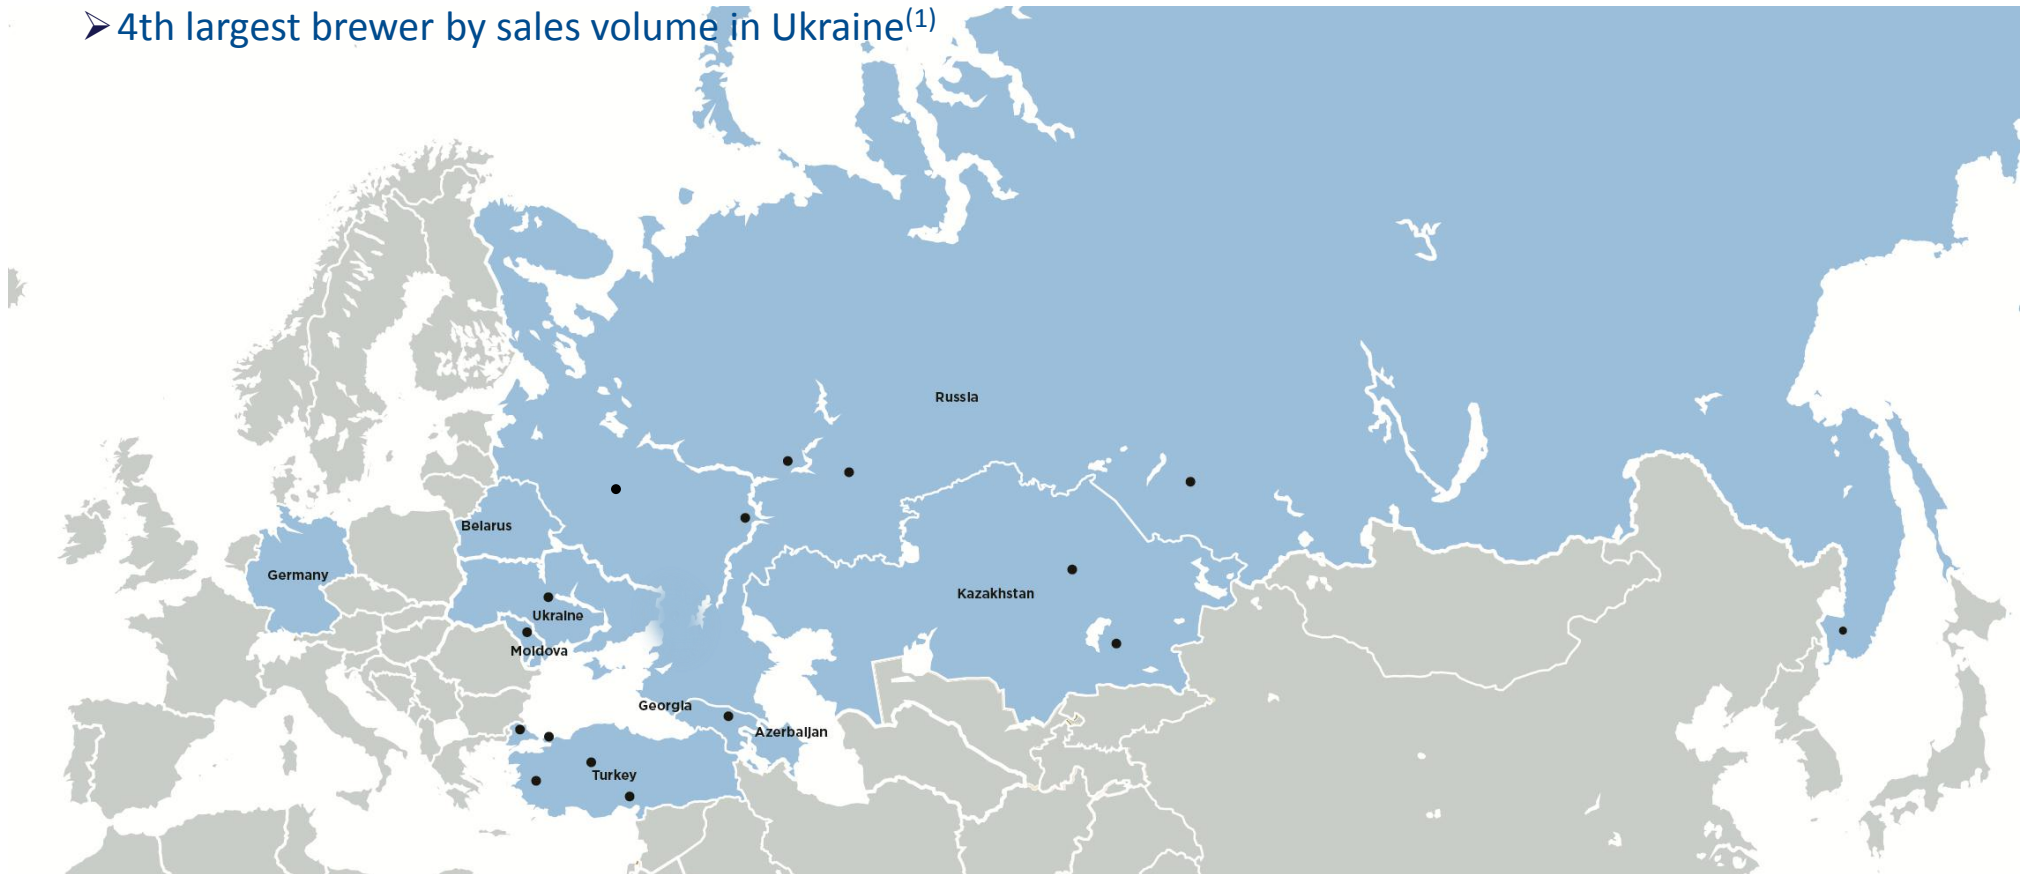 ➢ 4th largest brewer by sales volume in Ukraine(1)
Russia
Belarus
Germany
Kazakhstan
Ukraine
Moldova
Georgia
Azerbaijan
Turkey